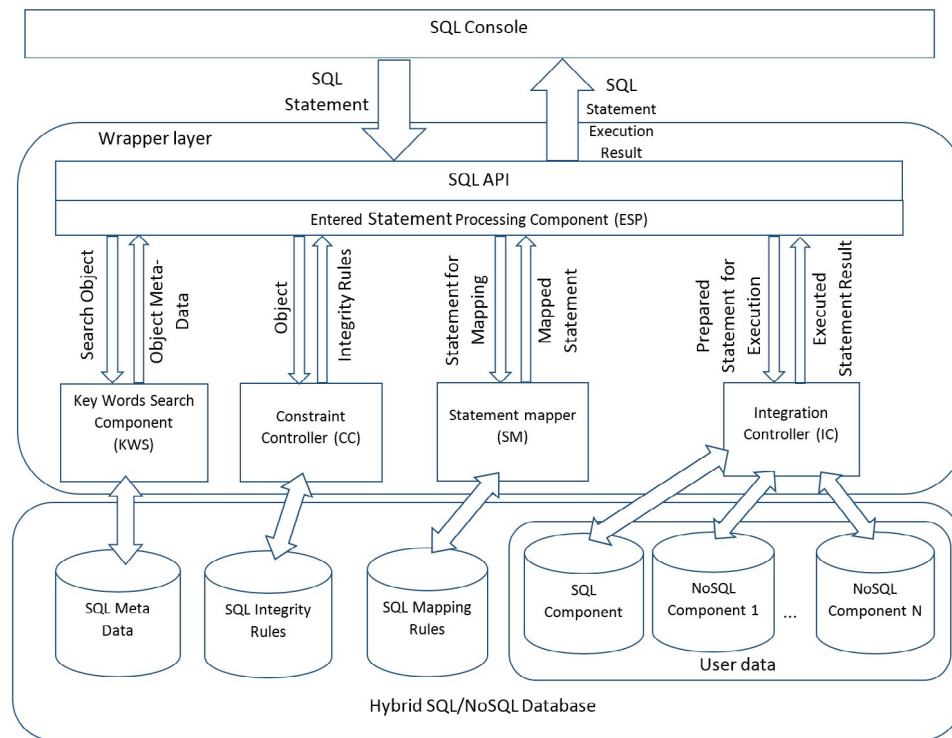 SQL Console
SQL
Statement
SQL
Statement
Execution
Result
Wrapper layer
SQL API
Entered Statement Processing Component (ESP)
Search Object
Object Meta-
Data
Object
Integrity Rules
Statement for
Mapping
Mapped
Statement
Prepared
Statement for
Execution
Executed
Statement Result
Key Words Search
Component
(KWS)
Constraint
Controller (CC)
Statement mapper
(SM)
Integration
Controller (IC)
SQL Meta
Data
SQL Integrity
Rules
SQL Mapping
Rules
SQL
Component
NoSQL
Component 1
...
NoSQL
Component N
User data
Hybrid SQL/NoSQL Database